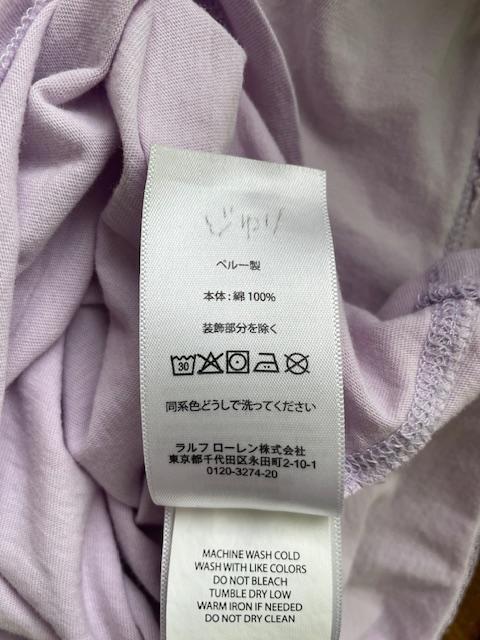 ペルー製
本体:綿100%
装飾部分を除く
30
同系色どうしで洗ってください
ラルフ ローレン株式会社
東京都千代田区永田町2-10-1
0120-3274-20
MACHINE WASH COLD
WASH WITH LIKE COLORS
DO NOT BLEACH
TUMBLE DRY LOW
WARM IRON IF NEEDED
DO NOT DRY CLEAN